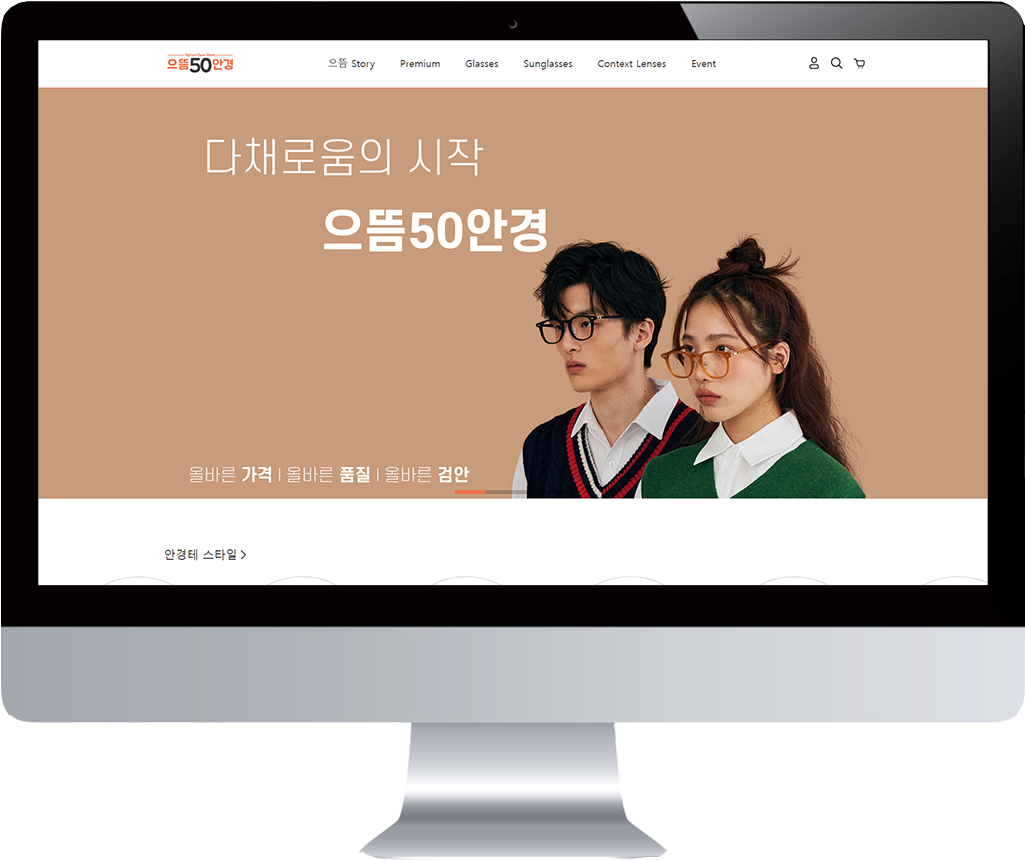 으뜸50안경
으뜸 Story Premium Glasses Sunglasses Context Lenses Event
다채로움의 시작
으뜸50안경
올바른 가격 | 올바른 품질 | 올바른 검안
안경테 스타일 >